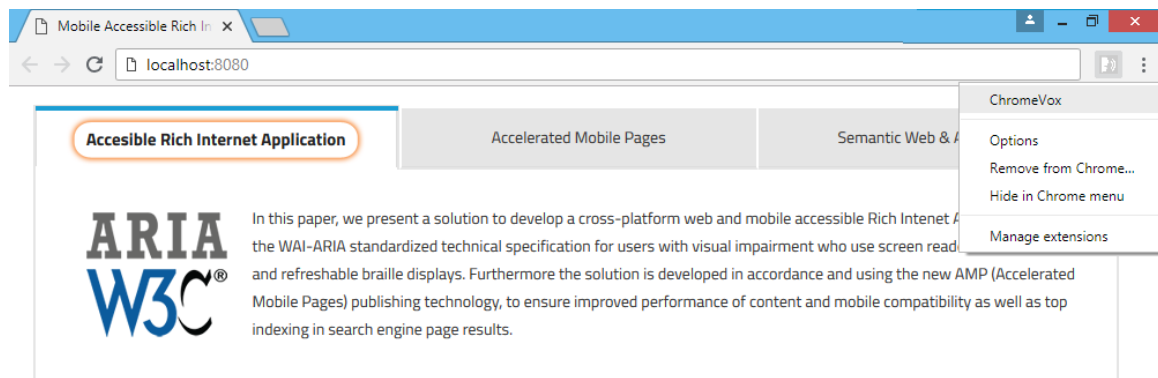 Mobile Accessible Rich In
localhost:8080
ChromeVox
Options
Remove from Chrome...
Hide in Chrome menu
Manage extensions
Accesible Rich Internet Application
Accelerated Mobile Pages
Semantic Web &
ARIA
W3C®
In this paper, we present a solution to develop a cross-platform web and mobile accessible Rich Intenet
the WAI-ARIA standardized technical specification for users with visual impairment who use screen
and refreshable braille displays. Furthermore the solution is developed in accordance and using the new AMP (Accelerated
Mobile Pages) publishing technology, to ensure improved performance of content and mobile compatibility as well as top
indexing in search engine page results.